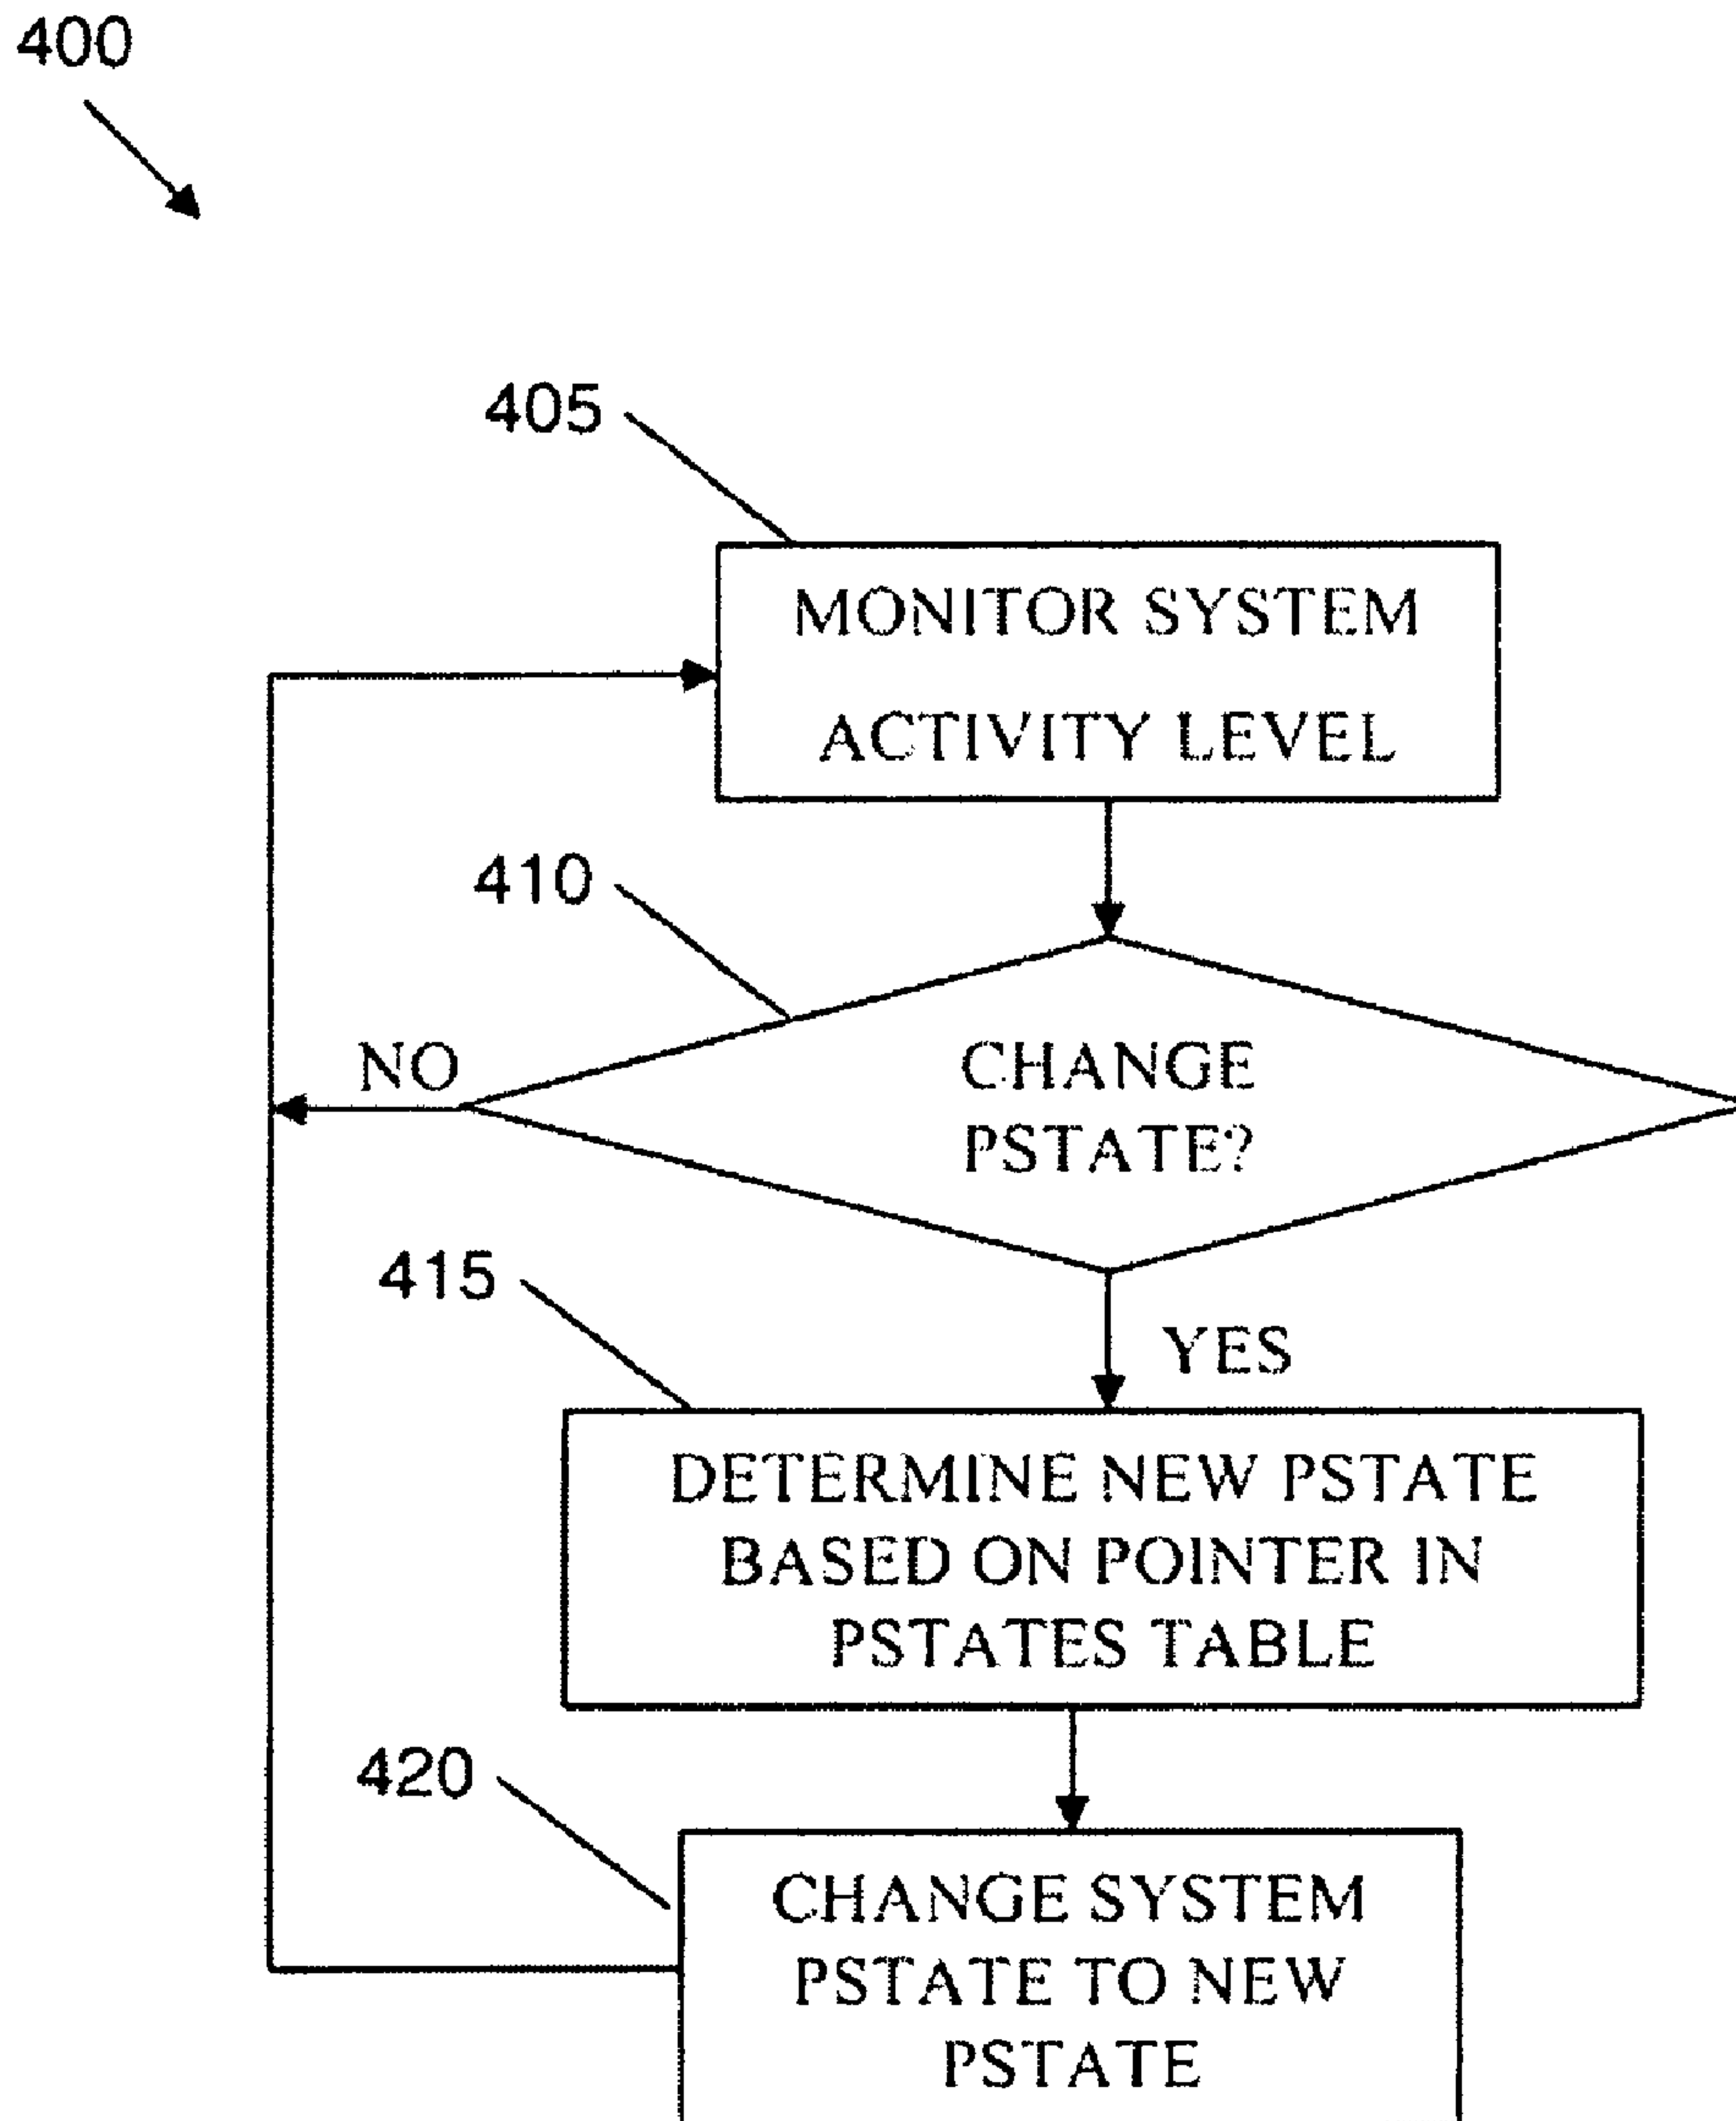 400
405
MONITOR SYSTEM
ACTIVITY LEVEL
410
NO
CHANGE
PSTATE?
415
YES
DETERMINE NEW PSTATE
BASED ON POINTER IN
PSTATES TABLE
420
CHANGE SYSTEM
PSTATE TO NEW
PSTATE